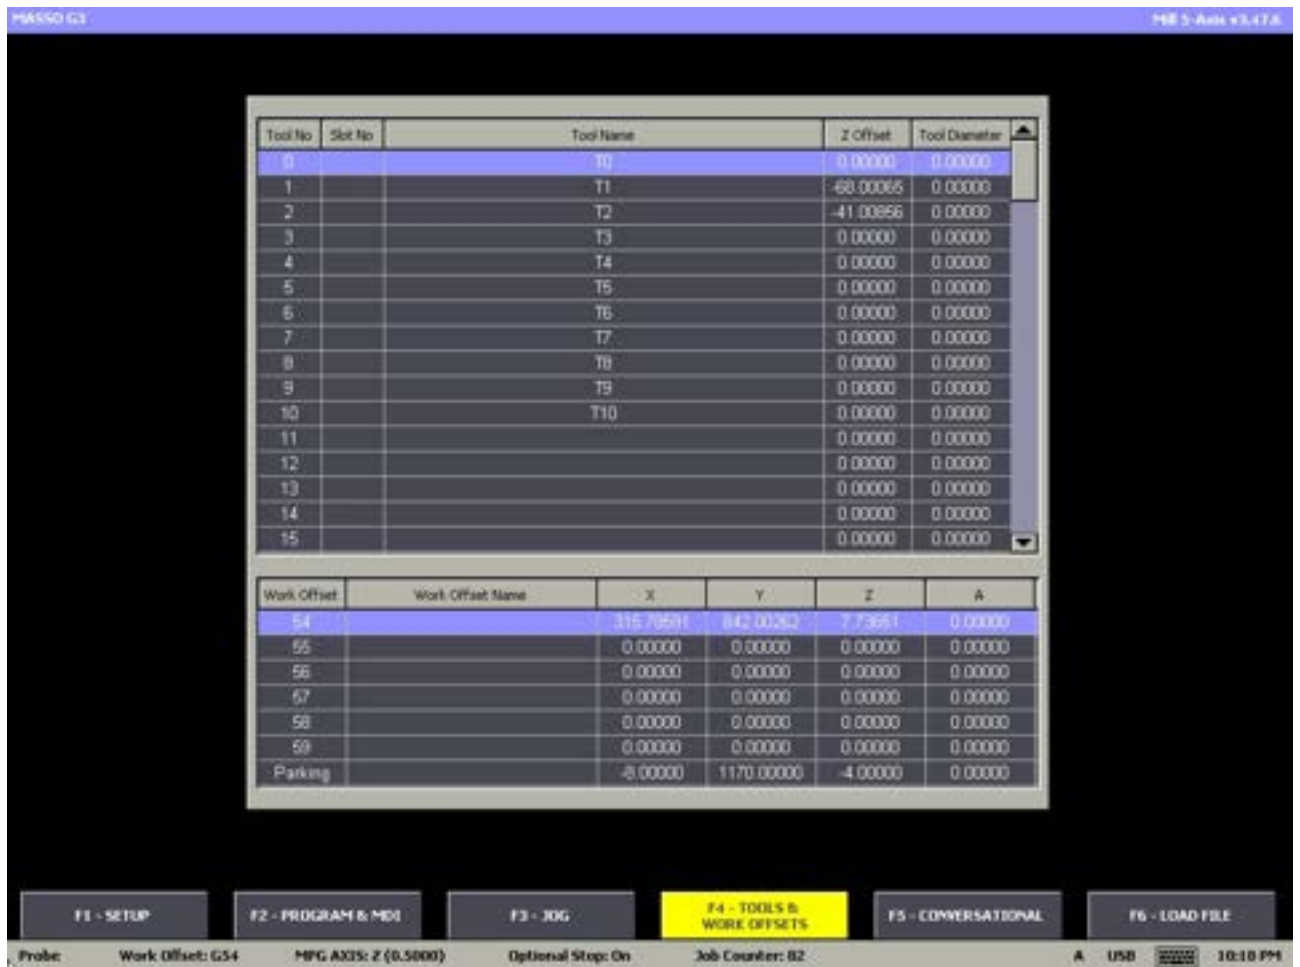 MASSO G3 Mill 5-Axis v3.47.6
Tool No Slot No Tool Name Z Offset Tool Diameter
0 T0 0.00000 0.00000
1 T1 -68.00065 0.00000
2 T2 -41.00856 0.00000
3 T3 0.00000 0.00000
4 T4 0.00000 0.00000
5 T5 0.00000 0.00000
6 T6 0.00000 0.00000
7 T7 0.00000 0.00000
8 T8 0.00000 0.00000
9 T9 0.00000 0.00000
10 T10 0.00000 0.00000
11 0.00000 0.00000
12 0.00000 0.00000
13 0.00000 0.00000
14 0.00000 0.00000
15 0.00000 0.00000
Work Offset Work Offset Name X Y Z A
54 842.00262 0.00000
55 0.00000 0.00000 0.00000 0.00000
56 0.00000 0.00000 0.00000 0.00000
57 0.00000 0.00000 0.00000 0.00000
58 0.00000 0.00000 0.00000 0.00000
59 0.00000 0.00000 0.00000 0.00000
Parking -8.00000 1170.00000 -4.00000 0.00000
F1 - SETUP F2 - PROGRAM & MDI F3 - JOG F4 - TOOLS & WORK OFFSETS F5 - CONVERSATIONAL F6 - LOAD FILE
Probe Work Offset: G54 MPG AXIS: Z (0.5000) Optional Stop: On Job Counter: 82 A USB 10:18 PM